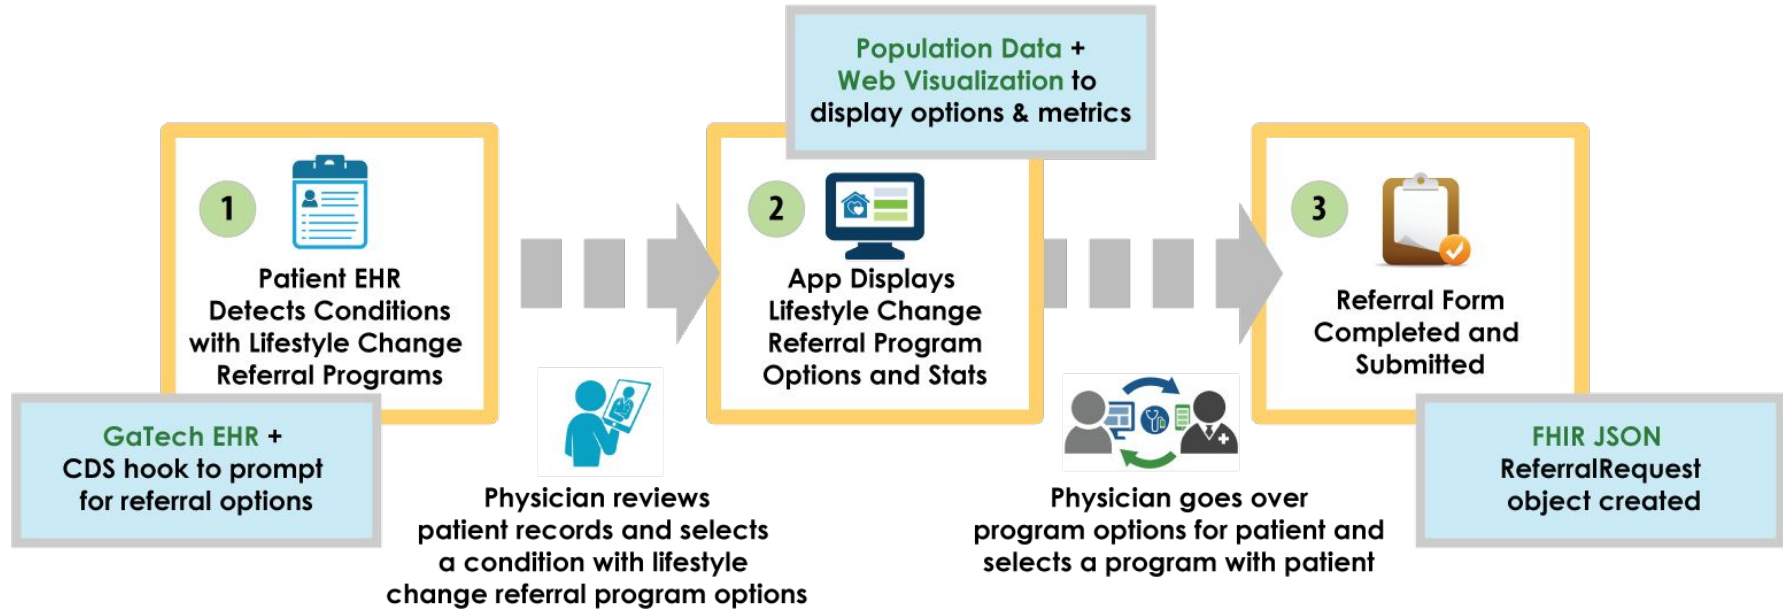 Population Data +
Web Visualization to
display options & metrics
1
Patient EHR
Detects Conditions
with Lifestyle Change
Referral Programs
GaTech EHR +
CDS hook to prompt
for referral options
Physician reviews
patient records and selects
a condition with lifestyle
change referral program options
2
App Displays
Lifestyle Change
Referral Program
Options and Stats
Physician goes over
program options for patient and
selects a program with patient
3
Referral Form
Completed and
Submitted
FHIR JSON
ReferralRequest
object created